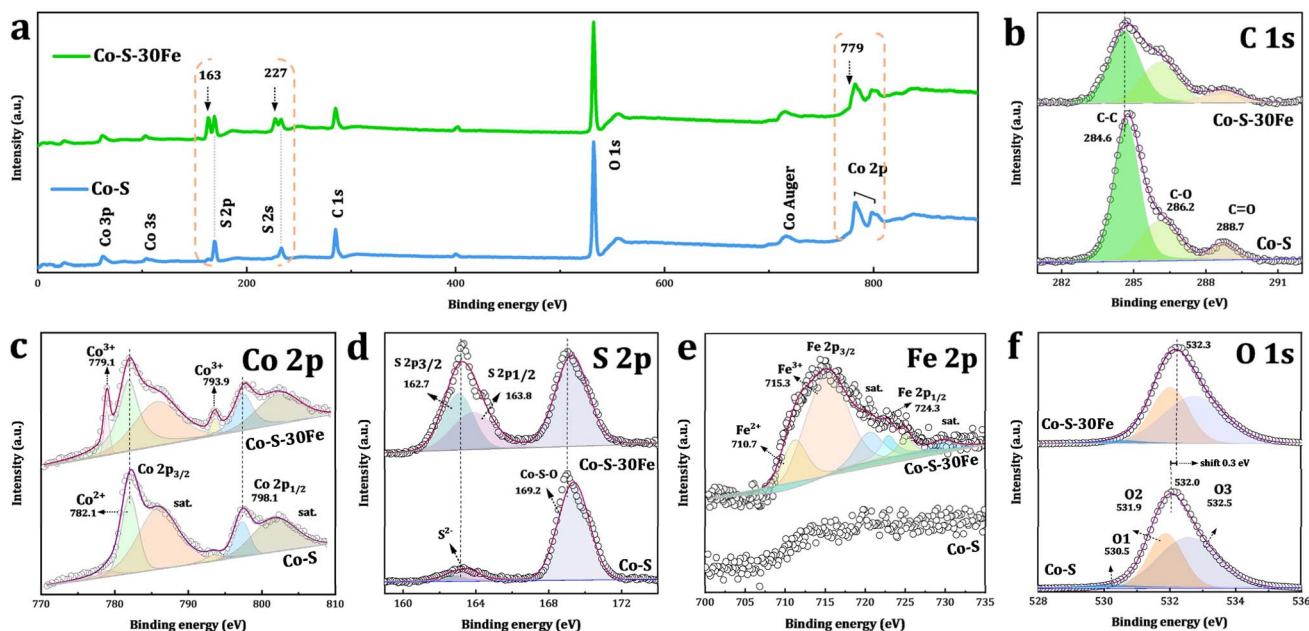 a
Co-S-30Fe
163
227
779
Co-S
Co 3p
Co 3s
S 2p
S 2s
C 1s
O 1s
Co Auger
Co 2p
Intensity (a.u.)
0
200
400
600
800
Binding energy (eV)
b
C 1s
Co-S-30Fe
C-C
284.6
C-O
286.2
C=O
288.7
Co-S
Intensity (a.u)
282
285
288
291
Binding energy (eV)
c
Co 2p
Co3+
779.1
Co3+
793.9
Co-S-30Fe
Co 2p3/2
Co2+
782.1
sat.
Co 2p1/2
798.1
sat.
Co-S
Intensity (a.u.)
770
780
790
800
810
Binding energy (eV)
d
S 2p
S 2p3/2
162.7
S 2p1/2
163.8
Co-S-30Fe
Co-S-O
169.2
S2-
Co-S
Intensity (a.u.)
160
164
168
172
Binding energy (eV)
e
Fe 2p
Fe 2p3/2
Fe3+
715.3
sat.
Fe 2p1/2
724.3
Fe2+
710.7
sat.
Co-S-30Fe
Co-S
Intensity (a.u.)
700
705
710
715
720
725
730
735
Binding energy (eV)
f
O 1s
532.3
Co-S-30Fe
shift 0.3 eV
532.0
O2
531.9
O3
532.5
O1
530.5
Co-S
Intensity (a.u.)
528
530
532
534
536
Binding energy (eV)